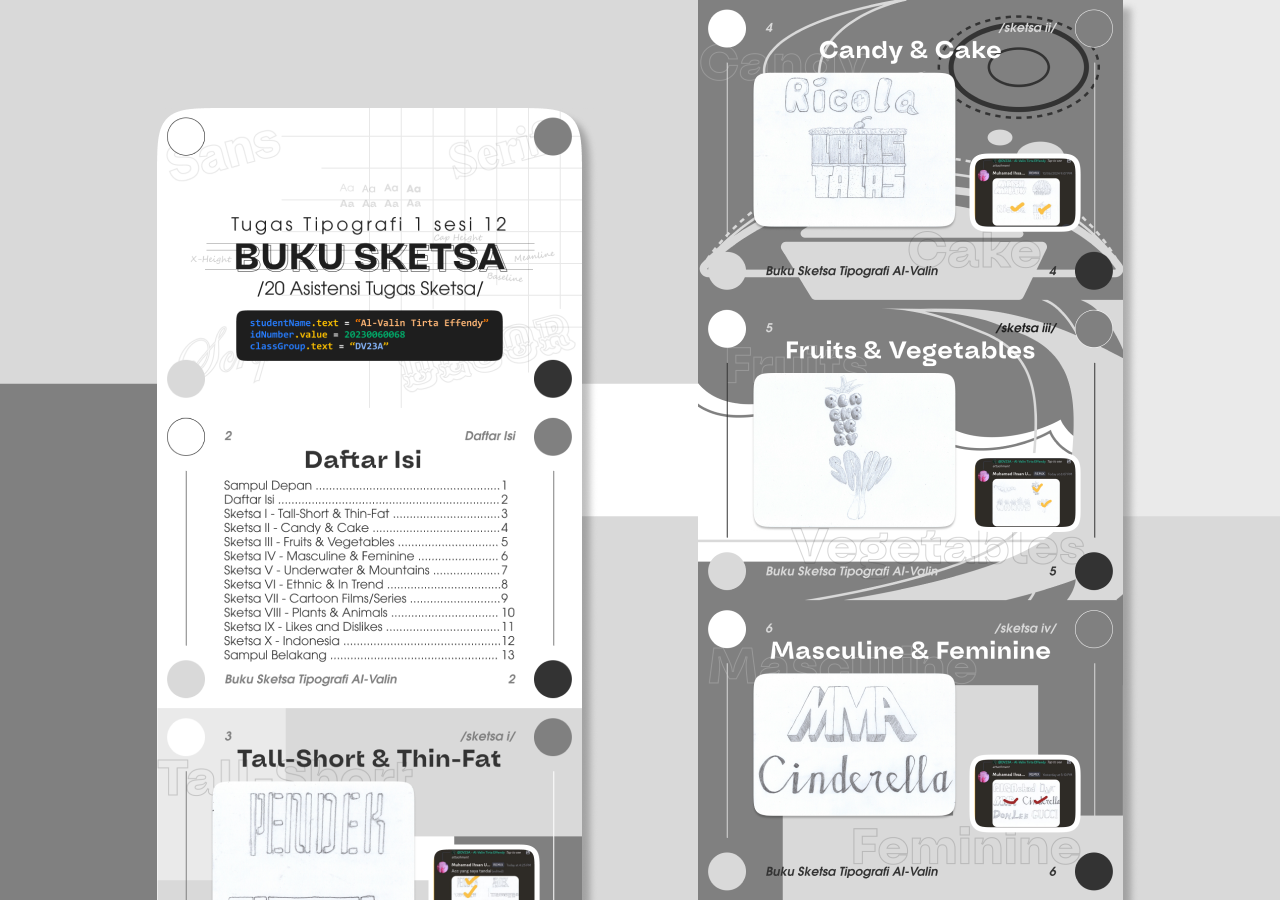 Sans
Serif
Aa Aa Aa Aa
Aa Aa Aa Aa
Tugas Tipografi 1 sesi 12
Cap Height
X-Height
BUKU SKETSA
Meanline
Baseline
/20 Asistensi Tugas Sketsa/
studentName.text = “Al-Valin Tirta Effendy"
idNumber.value = 20230060068
classGroup.text = “DV23A”
2
Daftar Isi
Daftar Isi
Sampul Depan ........................................................ 1
Daftar Isi .................................................................... 2
Sketsa I - Tall-Short & Thin-Fat ................................. 3
Sketsa II - Candy & Cake ....................................... 4
Sketsa III - Fruits & Vegetables ............................... 5
Sketsa IV - Masculine & Feminine ......................... 6
Sketsa V - Underwater & Mountains ..................... 7
Sketsa VI - Ethnic & In Trend ................................... 8
Sketsa VII - Cartoon Films/Series ............................ 9
Sketsa VIII - Plants & Animals ................................. 10
Sketsa IX - Likes and Dislikes ................................... 11
Sketsa X - Indonesia ................................................ 12
Sampul Belakang ................................................... 13
Buku Sketsa Tipografi Al-Valin
2
3
/sketsa i/
Tall-Short & Thin-Fat
Tall-Short
PENDEK
4
/sketsa ii/
Candy & Cake
Candy
Ricola
TAPIS
TALAS
Cake
Buku Sketsa Tipografi Al-Valin
4
5
/sketsa iii/
Fruits & Vegetables
Fruits
Vegetables
Buku Sketsa Tipografi Al-Valin
5
6
/sketsa iv/
Masculine & Feminine
Masculine
MMA
Cinderella
Cinderella
GUCCI
Feminine
Buku Sketsa Tipografi Al-Valin
6